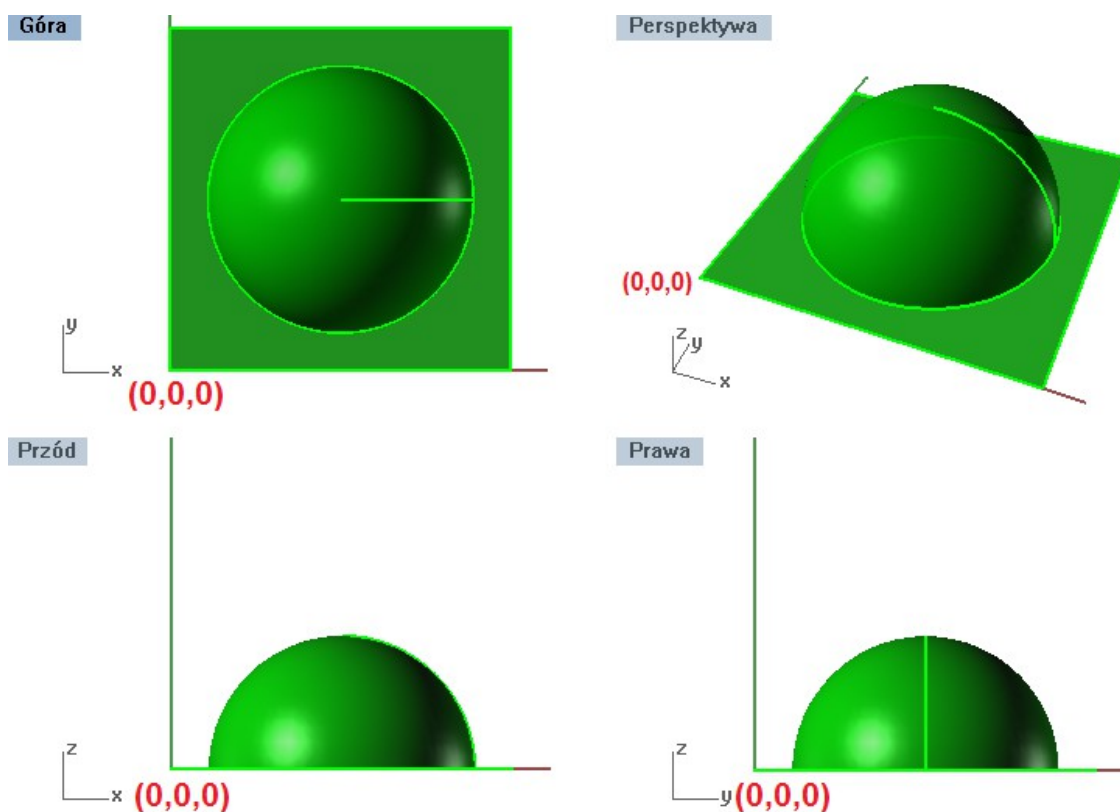 Góra
y
x
(0,0,0)
Perspektywa
(0,0,0)
z
y
x
Przód
z
x
(0,0,0)
Prawa
z
y
(0,0,0)